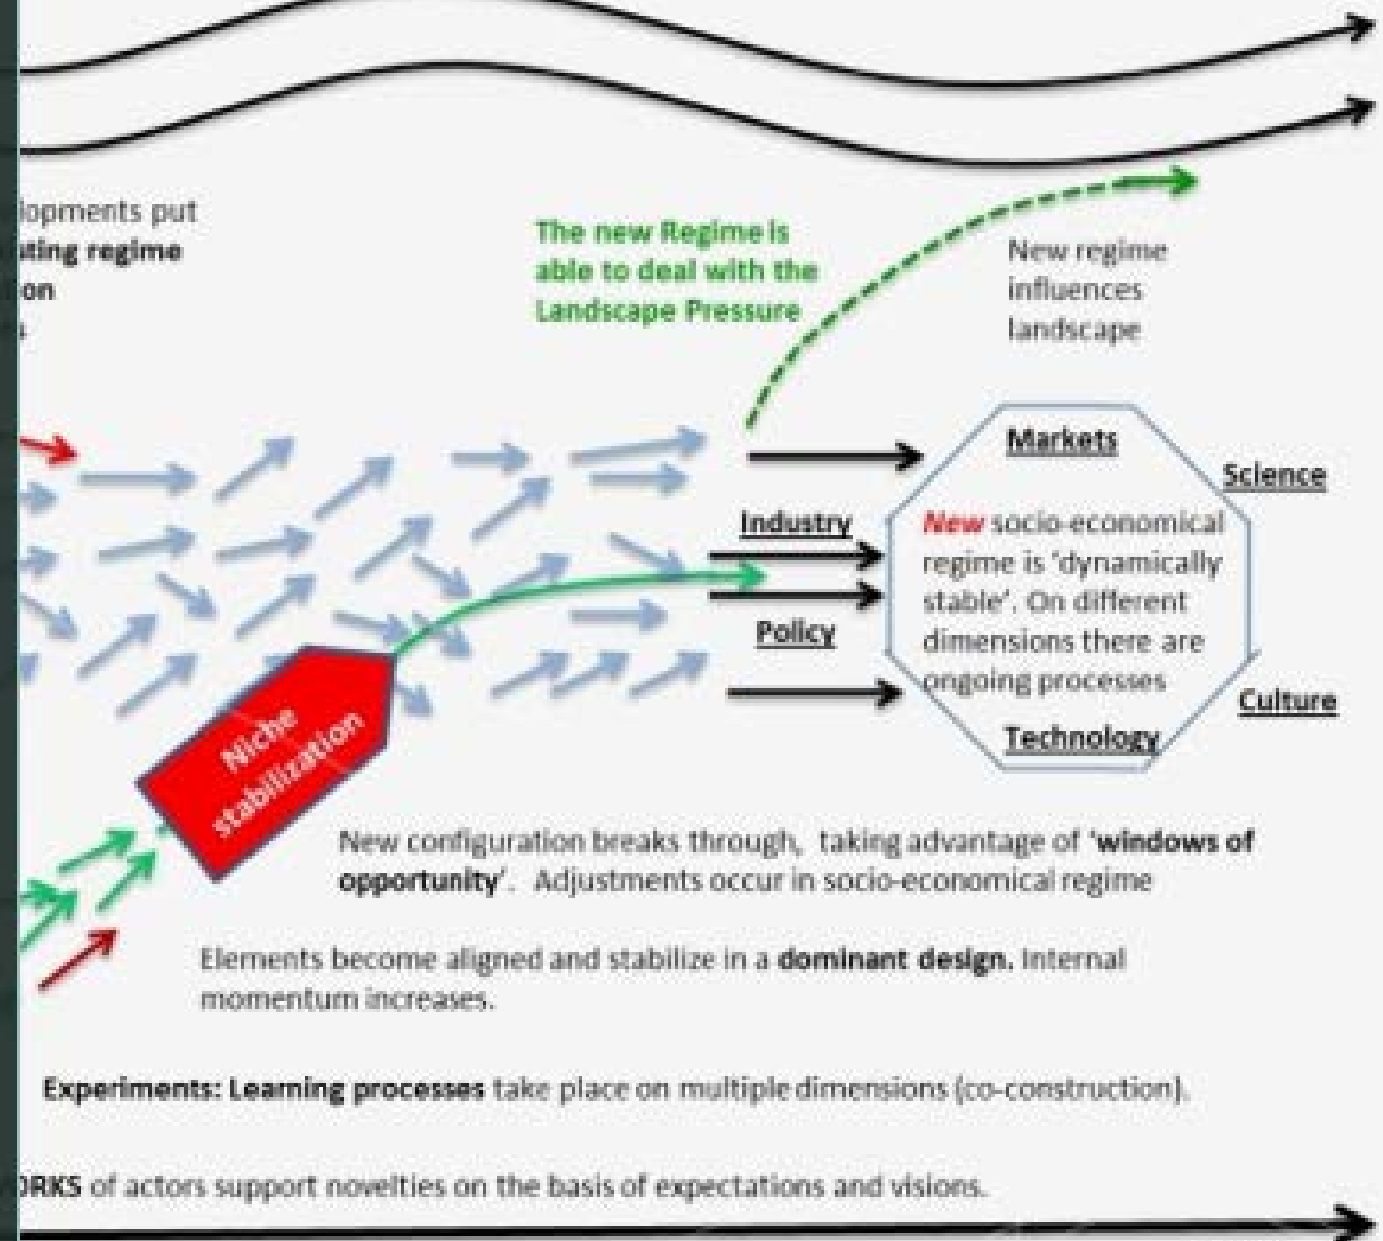 lopments put
regime
on
The new Regime is
able to deal with the
Landscape Pressure
New regime
influences
landscape
Markets
Science
Industry
New socio-economical
regime is 'dynamically
stable'. On different
dimensions there are
ongoing processes
Policy
Culture
Technology
Niche
stabilization
New configuration breaks through, taking advantage of 'windows of
opportunity'. Adjustments occur in socio-economical regime
Elements become aligned and stabilize in a dominant design. Internal
momentum increases.
Experiments: Learning processes take place on multiple dimensions (co-construction).
ORKS of actors support novelties on the basis of expectations and visions.